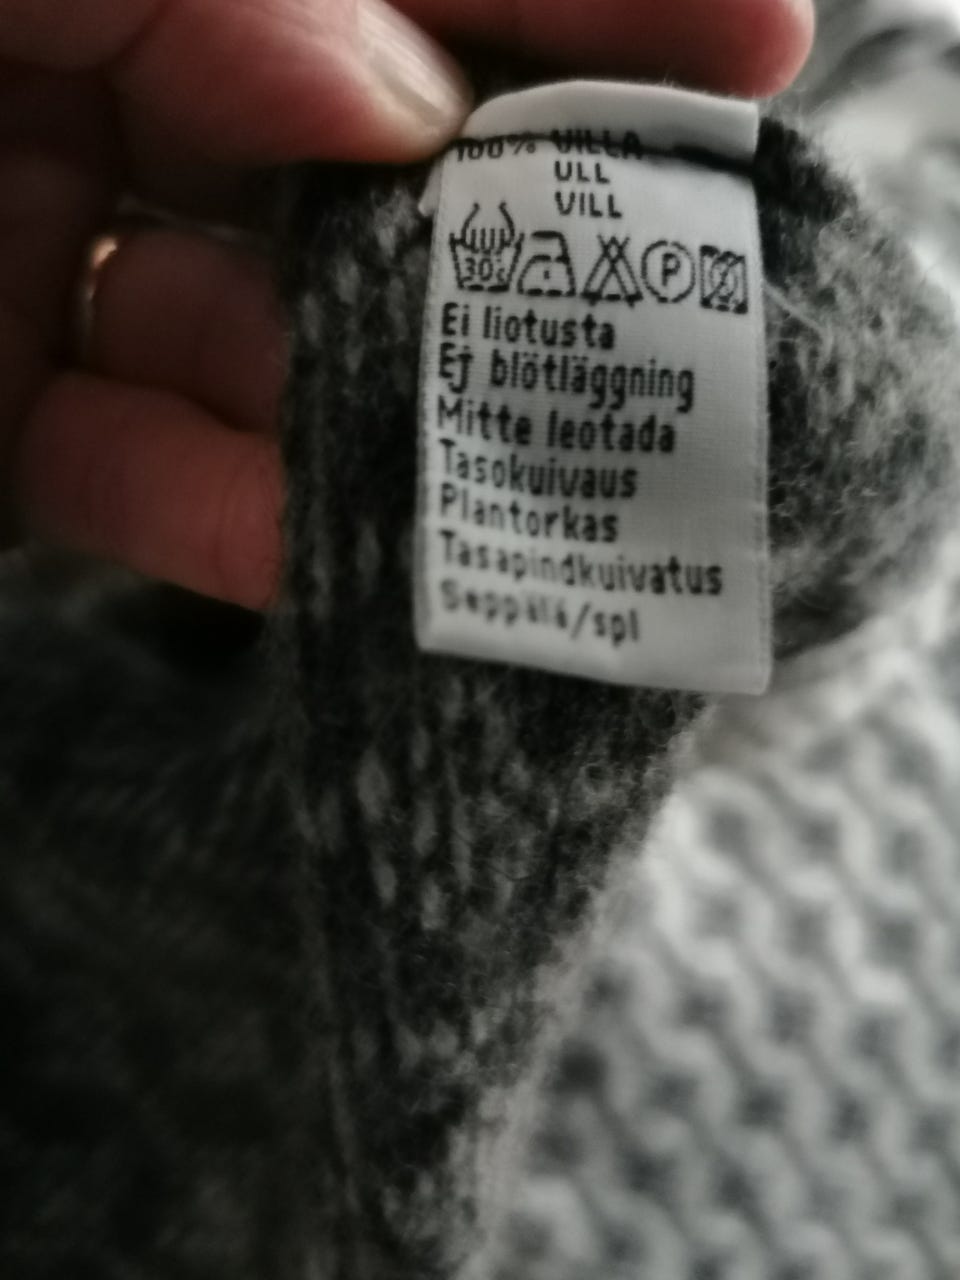 100% VILLA
ULL
VILL
30°c P
Ei liotusta
Ej blötläggning
Mitte leotada
Tasokuivaus
Plantorkas
Tasapindkuivatus
Seppälä/spl